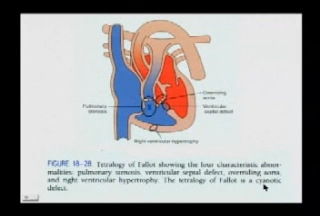 Overriding
aorta
Pulmonary
stenosis
Ventricular
septal defect
Right ventricular hypertrophy
FIGURE 18-28 Tetralogy of Fallot showing the four characteristic abnor-
malities: pulmonary stenosis, ventricular septal defect, overriding aorta,
and right ventricular hypertrophy. The tetralogy of Fallot is a cyanotic
defect.